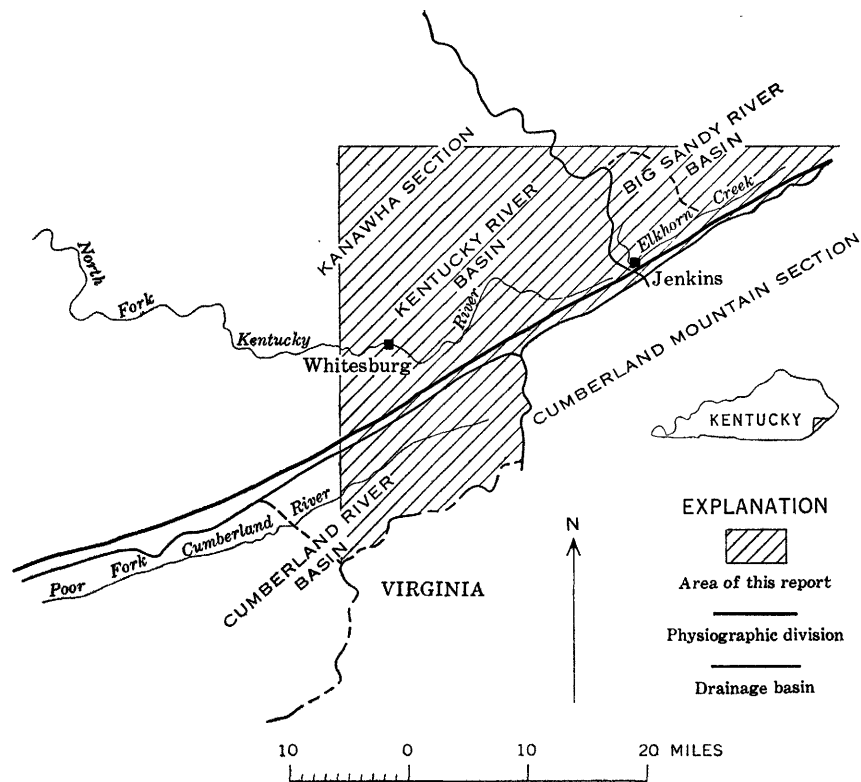 KANAWHA SECTION
BIG SANDY RIVER
BASIN
KENTUCKY RIVER
BASIN
Elkhorn Creek
North Fork Kentucky River
Jenkins
Whitesburg
CUMBERLAND MOUNTAIN SECTION
KENTUCKY
Poor Fork Cumberland River
CUMBERLAND RIVER
BASIN
VIRGINIA
N
EXPLANATION
Area of this report
Physiographic division
Drainage basin
10 0 10 20 MILES